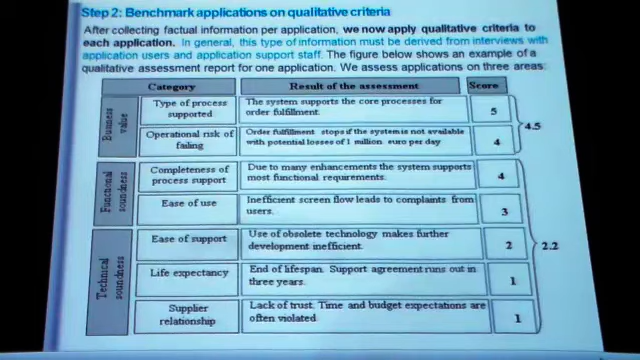 Step 2: Benchmark applications on qualitative criteria
After collecting factual information per application, we now apply qualitative criteria to
each application. In general, this type of information must be derived from interviews with
application users and application support staff. The figure below shows an example of a
qualitative assessment report for one application. We assess applications on three areas:
Category Result of the assessment Score
Business value
Type of process supported
The system supports the core processes for
order fulfillment.
5
Operational risk of failing
Order fulfillment stops if the system is not available
with potential losses of 1 million euro per day
4
4.5
Functional soundness
Completeness of process support
Due to many enhancements the system supports
most functional requirements.
4
Ease of use
Inefficient screen flow leads to complaints from
users.
3
Technical soundness
Ease of support
Use of obsolete technology makes further
development inefficient.
2
Life expectancy
End of lifespan. Support agreement runs out in
three years.
1
Supplier relationship
Lack of trust. Time and budget expectations are
often violated
1
2.2